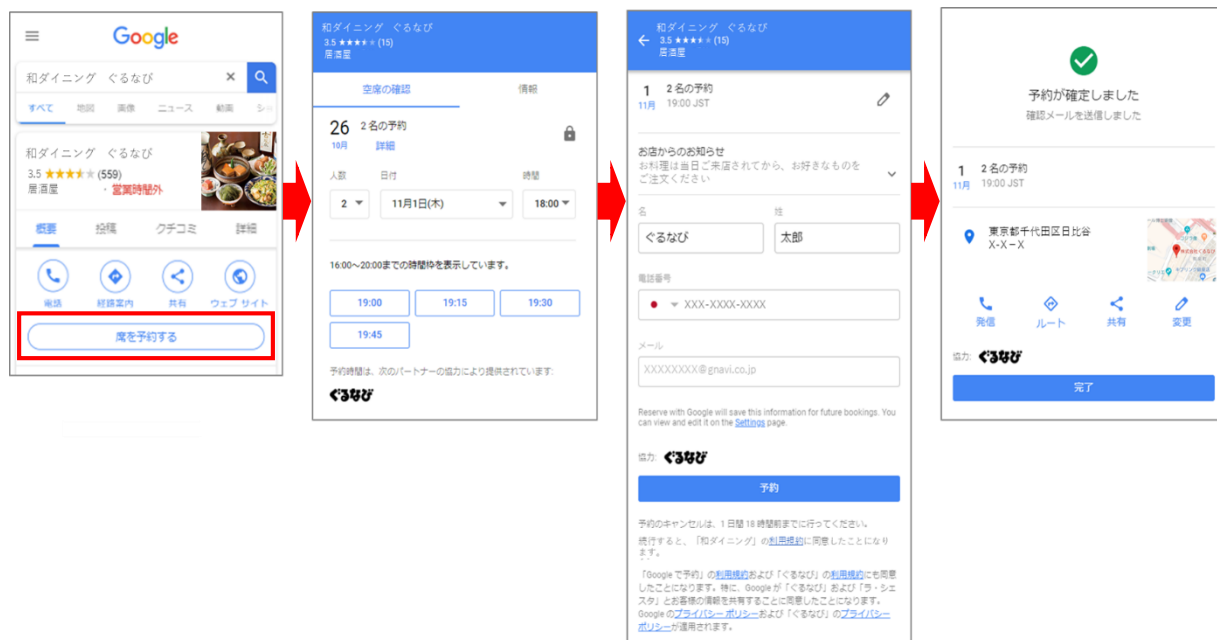 Google
和ダイニング ぐるなび
すべて 地図 画像 ニュース 動画
和ダイニング ぐるなび
3.5 ★★★★★ (559)
居酒屋 ・営業時間外
概要 投稿 クチコミ 詳細
電話 経路案内 共有 ウェブ サイト
席を予約する
和ダイニング ぐるなび
3.5 ★★★★★ (15)
居酒屋
空席の確認 情報
26 2 名の予約
10月 詳細
人数 日付 時間
2 11月1日(木) 18:00
16:00~20:00までの時間枠を表示しています。
19:00 19:15 19:30
19:45
予約時間は、次のパートナーの協力により提供されています:
ぐるなび
和ダイニング ぐるなび
3.5 ★★★★★ (15)
居酒屋
1 2 名の予約
11月 19:00 JST
お店からのお知らせ
お料理は当日ご来店されてから、お好きなものを
ご注文ください
名 姓
ぐるなび 太郎
電話番号
XXX-XXXX-XXXX
メール
XXXXXXXX@gnavi.co.jp
Reserve with Google will save this information for future bookings. You
can view and edit it on the Settings page.
協力: ぐるなび
予約
予約のキャンセルは、1 日間 18 時間前までに行ってください。
続行すると、「和ダイニング」の利用規約に同意したことになり
ます。
「Google で予約」の利用規約および「ぐるなび」の利用規約にも同意
したことになります。特に、Google が「ぐるなび」および「ラ・シェ
スタ」とお客様の情報を共有することに同意したことになります。
Google のプライバシー ポリシーおよび「ぐるなび」のプライバシー
ポリシーが適用されます。
予約が確定しました
確認メールを送信しました
1 2 名の予約
11月 19:00 JST
東京都千代田区日比谷
X-X-X
発信 ルート 共有 変更
協力: ぐるなび
完了